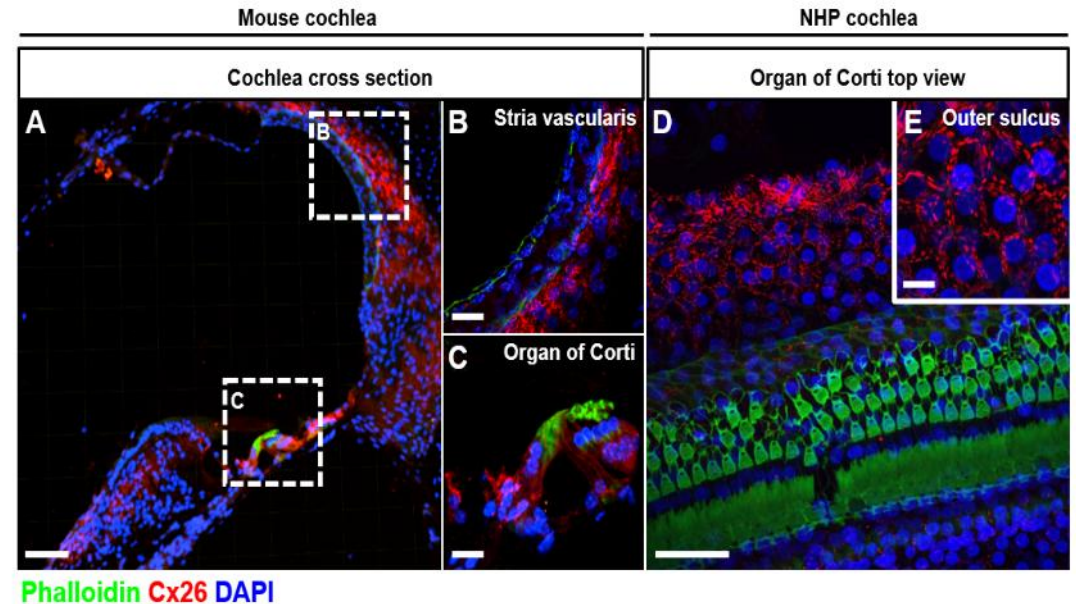 Mouse cochlea
NHP cochlea
Cochlea cross section
Organ of Corti top view
A
B
B Stria vascularis
C
C Organ of Corti
D
E Outer sulcus
Phalloidin Cx26 DAPI